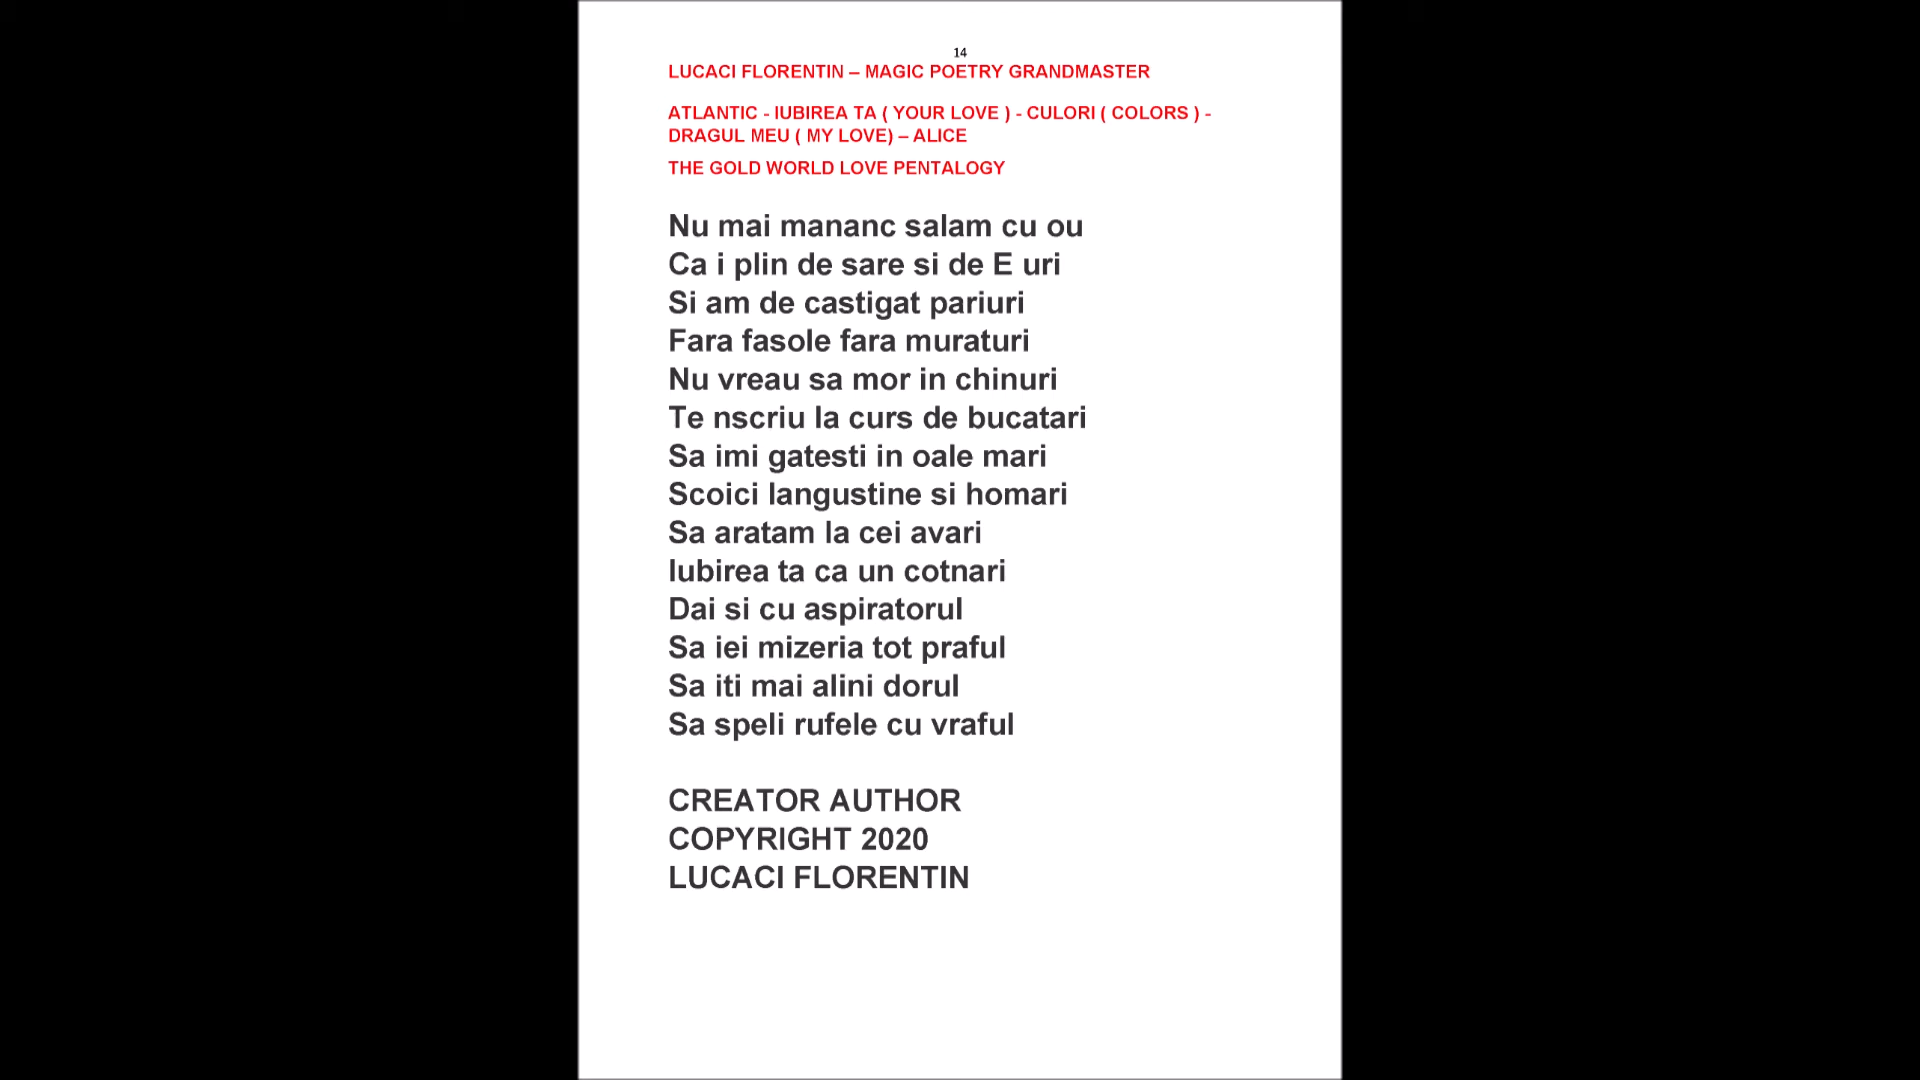 14
LUCACI FLORENTIN – MAGIC POETRY GRANDMASTER
ATLANTIC - IUBIREA TA ( YOUR LOVE ) - CULORI ( COLORS ) -
DRAGUL MEU ( MY LOVE) – ALICE
THE GOLD WORLD LOVE PENTALOGY
Nu mai mananc salam cu ou
Ca i plin de sare si de E uri
Si am de castigat pariuri
Fara fasole fara muraturi
Nu vreau sa mor in chinuri
Te nscriu la curs de bucatari
Sa imi gatesti in oale mari
Scoici langustine si homari
Sa aratam la cei avari
Iubirea ta ca un cotnari
Dai si cu aspiratorul
Sa iei mizeria tot praful
Sa iti mai alini dorul
Sa speli rufele cu vraful
CREATOR AUTHOR
COPYRIGHT 2020
LUCACI FLORENTIN